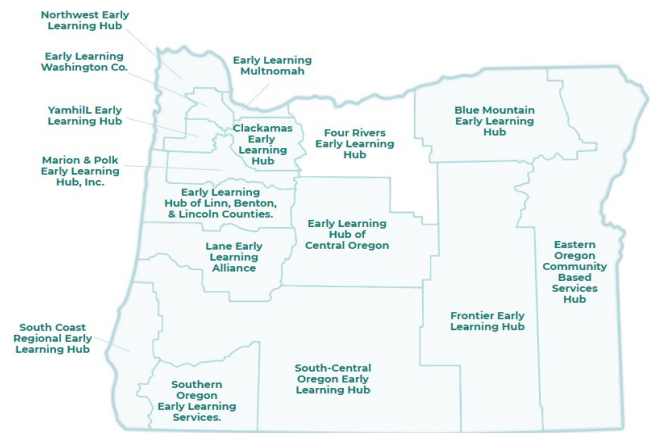 Northwest Early
Learning Hub
Early Learning
Washington Co.
Early Learning
Multnomah
YamhilL Early
Learning Hub
Clackamas
Early
Learning
Hub
Four Rivers
Early Learning
Hub
Blue Mountain
Early Learning
Hub
Marion & Polk
Early Learning
Hub, Inc.
Early Learning
Hub of Linn, Benton,
& Lincoln Counties.
Early Learning
Hub of
Central Oregon
Lane Early
Learning
Alliance
Eastern
Oregon
Community
Based
Services
Hub
Frontier Early
Learning Hub
South Coast
Regional Early
Learning Hub
South-Central
Oregon Early
Learning Hub
Southern
Oregon
Early Learning
Services.